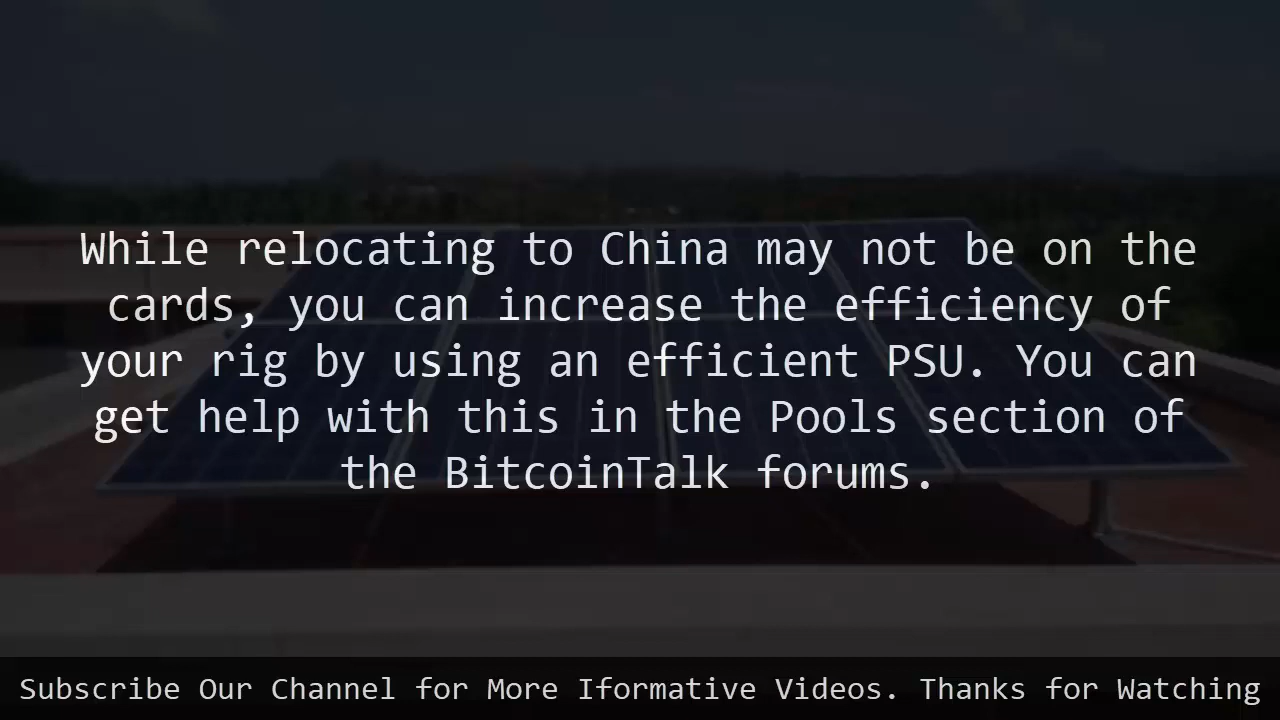 While relocating to China may not be on the
cards, you can increase the efficiency of
your rig by using an efficient PSU. You can
get help with this in the Pools section of
the BitcoinTalk forums.
Subscribe Our Channel for More Iformative Videos. Thanks for Watching